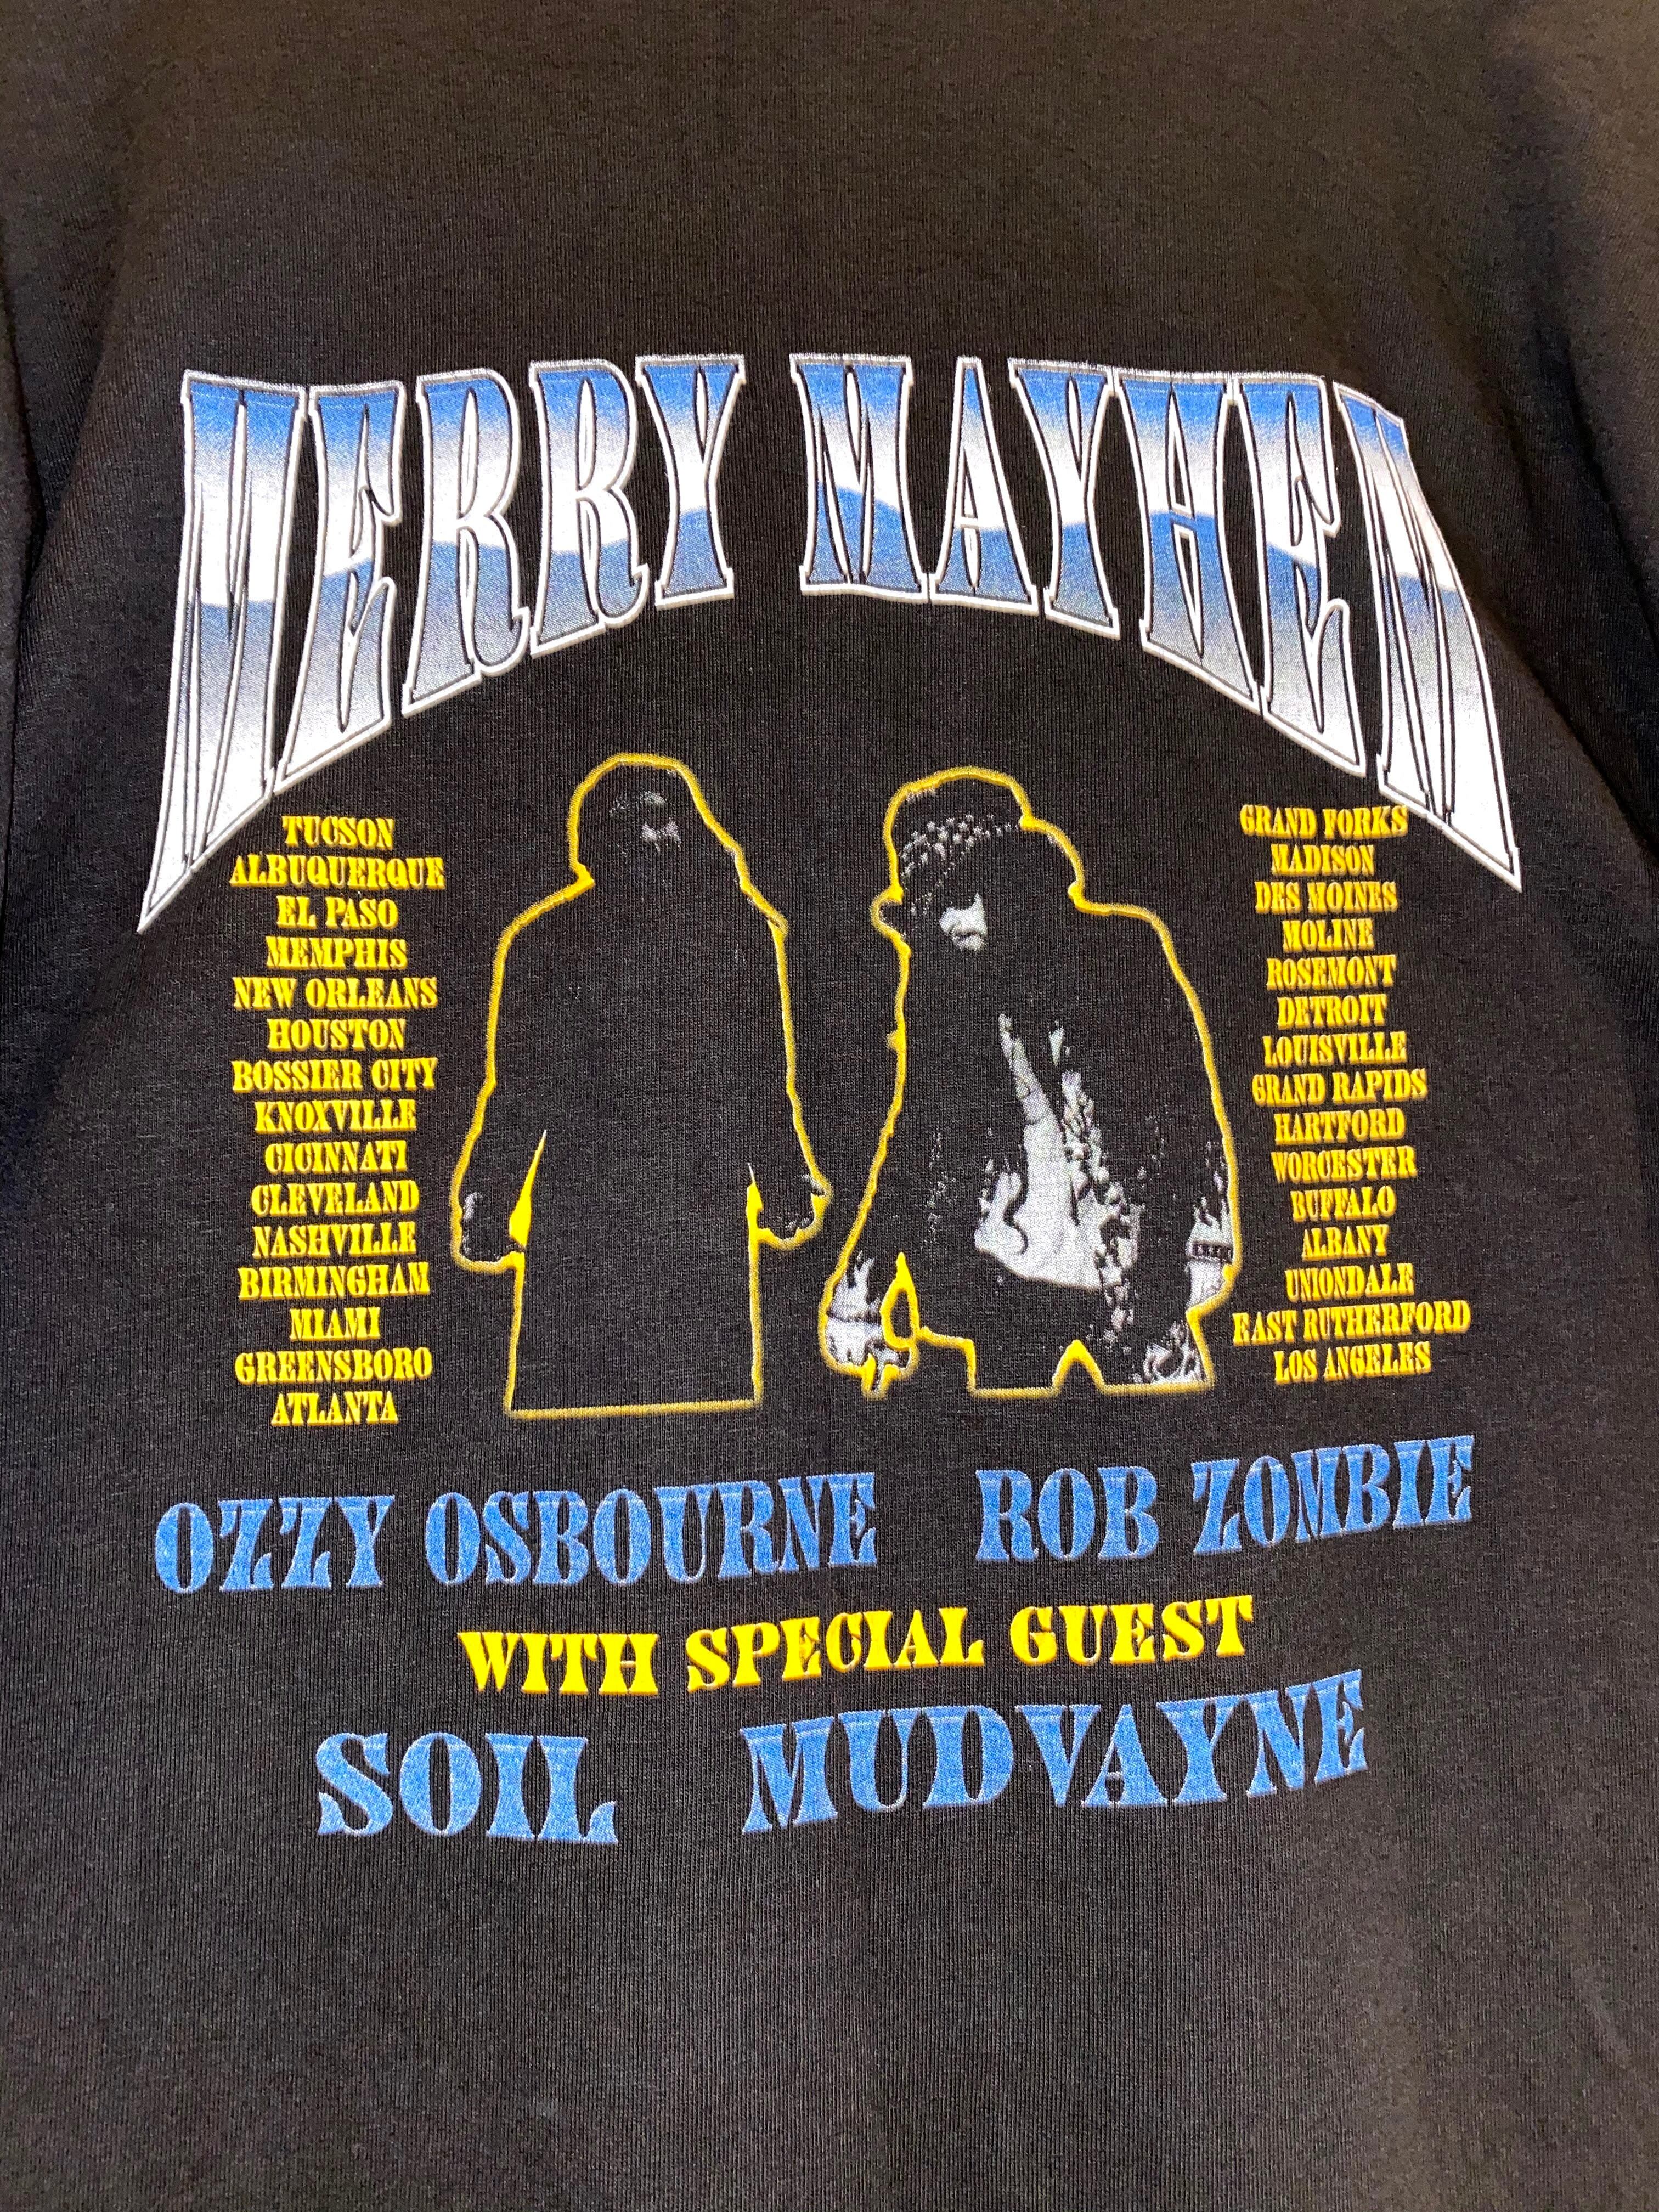 MERRY MAYHEM
TUCSON
ALBUQUERQUE
EL PASO
MEMPHIS
NEW ORLEANS
HOUSTON
BOSSIER CITY
KNOXVILLE
CICINNATI
CLEVELAND
NASHVILLE
BIRMINGHAM
MIAMI
GREENSBORO
ATLANTA
GRAND FORKS
MADISON
DES MOINES
MOLINE
ROSEMONT
DETROIT
LOUISVILLE
GRAND RAPIDS
HARTFORD
WORCESTER
BUFFALO
ALBANY
UNIONDALE
EAST RUTHERFORD
LOS ANGELES
OZZY OSBOURNE ROB ZOMBIE
WITH SPECIAL GUEST
SOIL MUDVAYNE